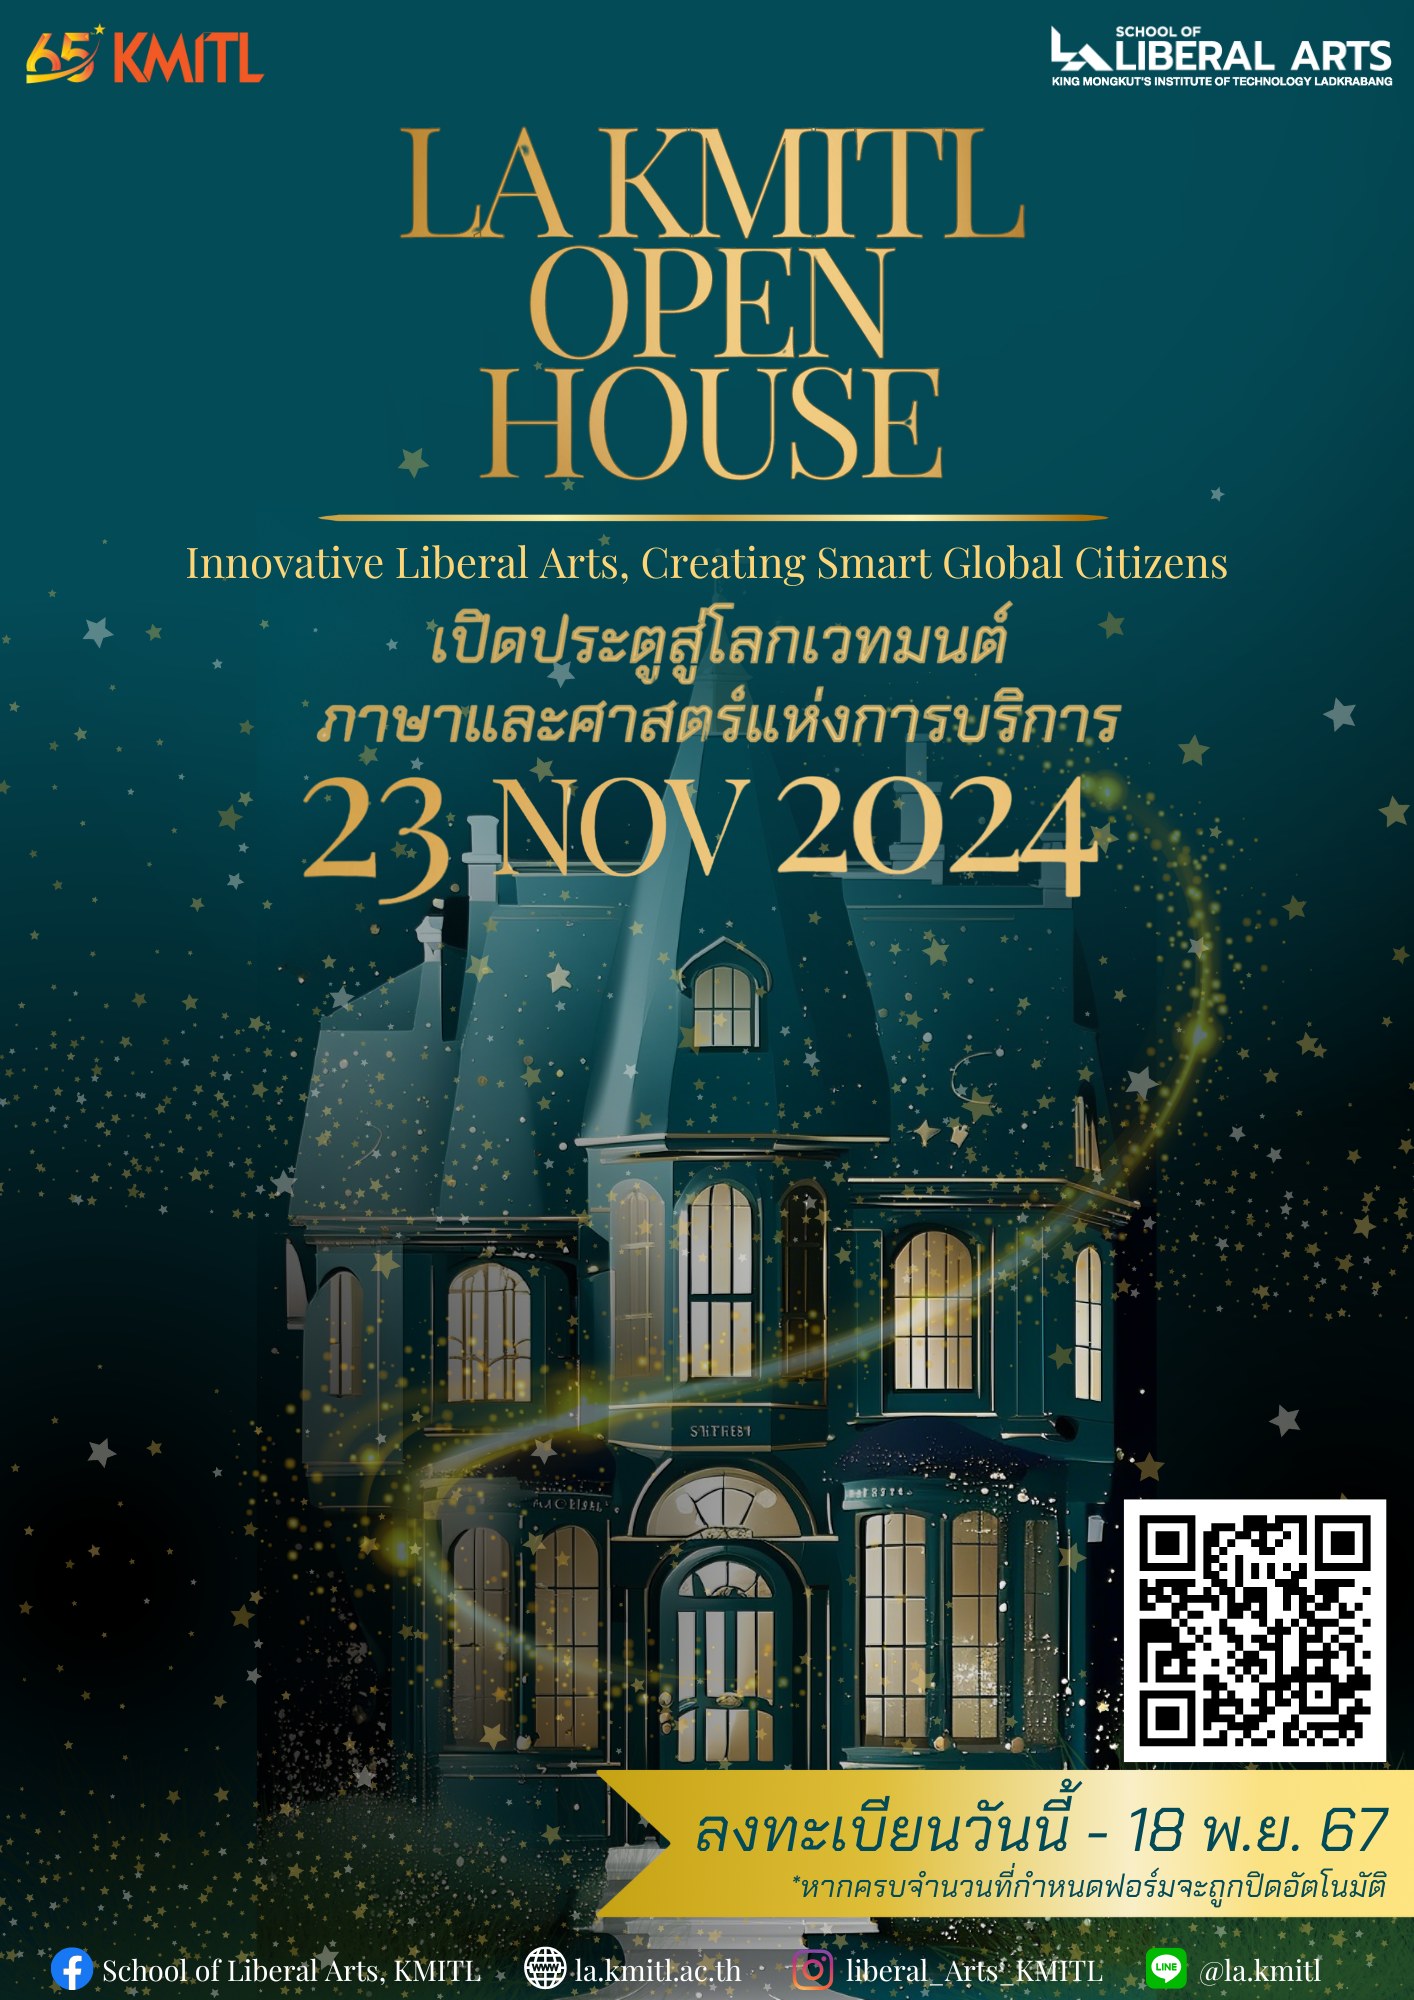 65 KMITL
SCHOOL OF
LIBERAL ARTS
KING MONGKUT'S INSTITUTE OF TECHNOLOGY LADKRABANG
LA KMITL
OPEN
HOUSE
Innovative Liberal Arts, Creating Smart Global Citizens
เปิดประตูสู่โลกเวทมนต์
ภาษาและศาสตร์แห่งการบริการ
23 NOV 2024
ลงทะเบียนวันนี้ - 18 พ.ย. 67
*หากครบจำนวนที่กำหนดฟอร์มจะถูกปิดอัตโนมัติ
School of Liberal Arts, KMITL www la.kmitl.ac.th liberal_Arts_KMITL LINE @la.kmitl